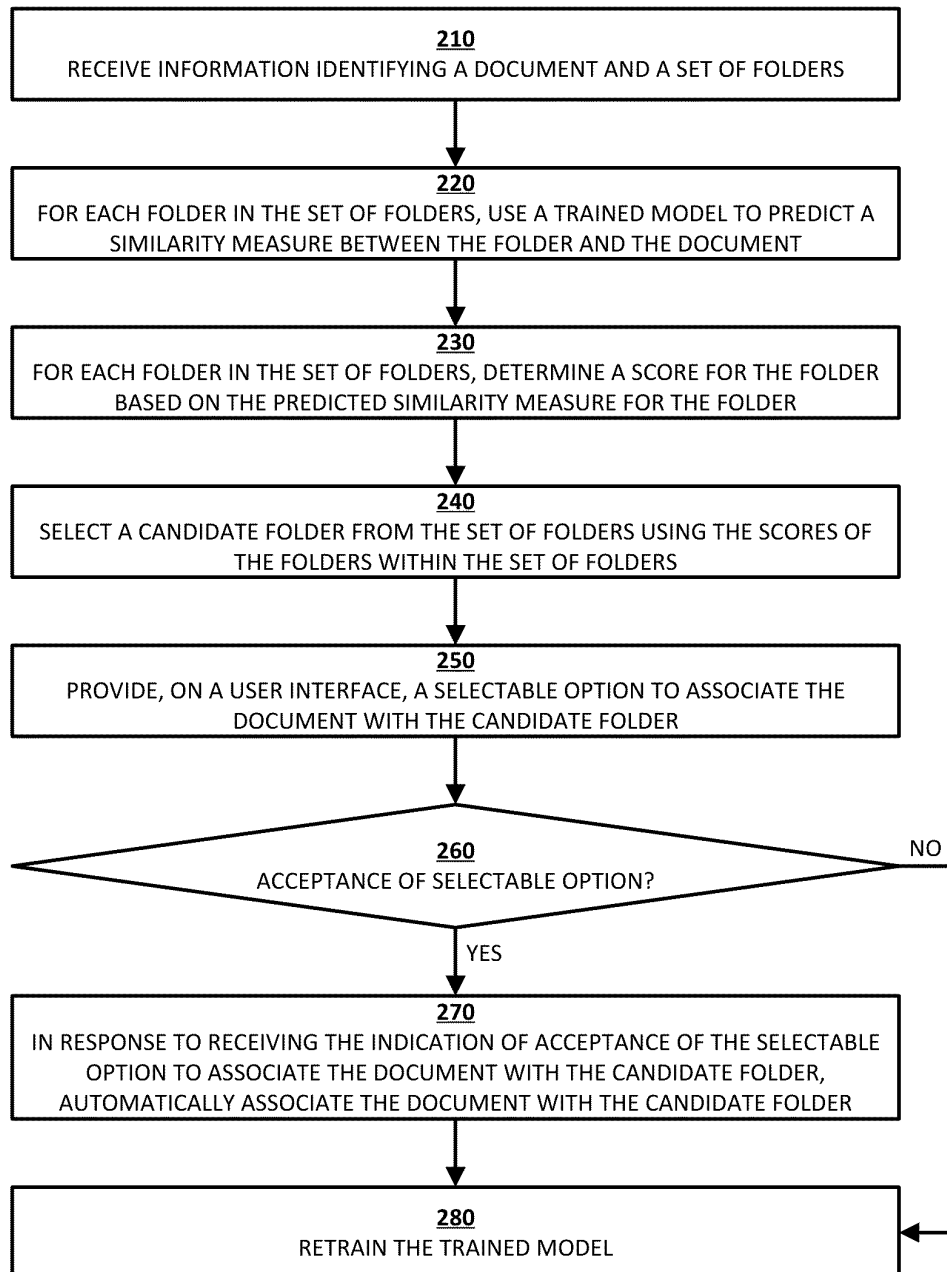 210
RECEIVE INFORMATION IDENTIFYING A DOCUMENT AND A SET OF FOLDERS
220
FOR EACH FOLDER IN THE SET OF FOLDERS, USE A TRAINED MODEL TO PREDICT A
SIMILARITY MEASURE BETWEEN THE FOLDER AND THE DOCUMENT
230
FOR EACH FOLDER IN THE SET OF FOLDERS, DETERMINE A SCORE FOR THE FOLDER
BASED ON THE PREDICTED SIMILARITY MEASURE FOR THE FOLDER
240
SELECT A CANDIDATE FOLDER FROM THE SET OF FOLDERS USING THE SCORES OF
THE FOLDERS WITHIN THE SET OF FOLDERS
250
PROVIDE, ON A USER INTERFACE, A SELECTABLE OPTION TO ASSOCIATE THE
DOCUMENT WITH THE CANDIDATE FOLDER
260
ACCEPTANCE OF SELECTABLE OPTION?
NO
YES
270
IN RESPONSE TO RECEIVING THE INDICATION OF ACCEPTANCE OF THE SELECTABLE
OPTION TO ASSOCIATE THE DOCUMENT WITH THE CANDIDATE FOLDER,
AUTOMATICALLY ASSOCIATE THE DOCUMENT WITH THE CANDIDATE FOLDER
280
RETRAIN THE TRAINED MODEL